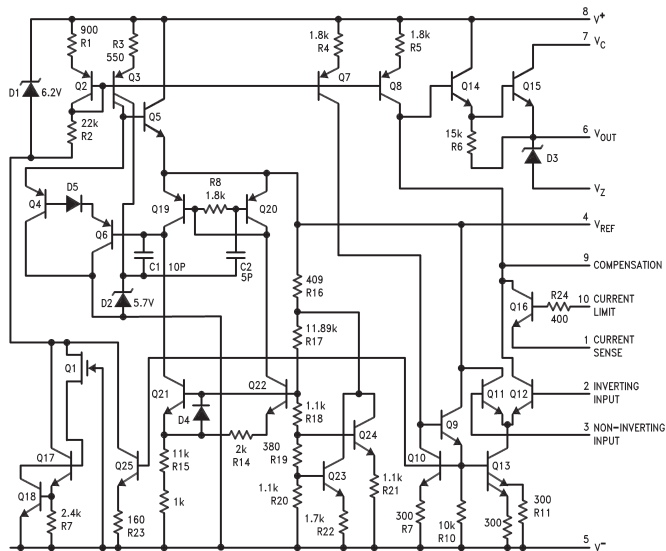 8 V+
7 VC
900
R1
R3
550
1.8k
R4
1.8k
R5
D1 6.2V
Q2
Q3
Q7
Q8
Q14
Q15
Q5
22k
R2
15k
R6
6 VOUT
D3
VZ
Q4
D5
Q6
Q19
R8
1.8k
Q20
4 VREF
C1 10P
C2
5P
D2 5.7V
409
R16
9 COMPENSATION
Q16
R24
400
10 CURRENT
LIMIT
1 CURRENT
SENSE
11.89k
R17
Q1
Q21
Q22
D4
1.1k
R18
Q11
Q12
2 INVERTING
INPUT
3 NON-INVERTING
INPUT
Q9
Q24
2k
R14
380
R19
Q17
Q25
11k
R15
Q23
1.1k
R21
Q10
Q13
Q18
2.4k
R7
1k
1.1k
R20
160
R23
1.7k
R22
300
R7
10k
R10
300
300
R11
5 V-